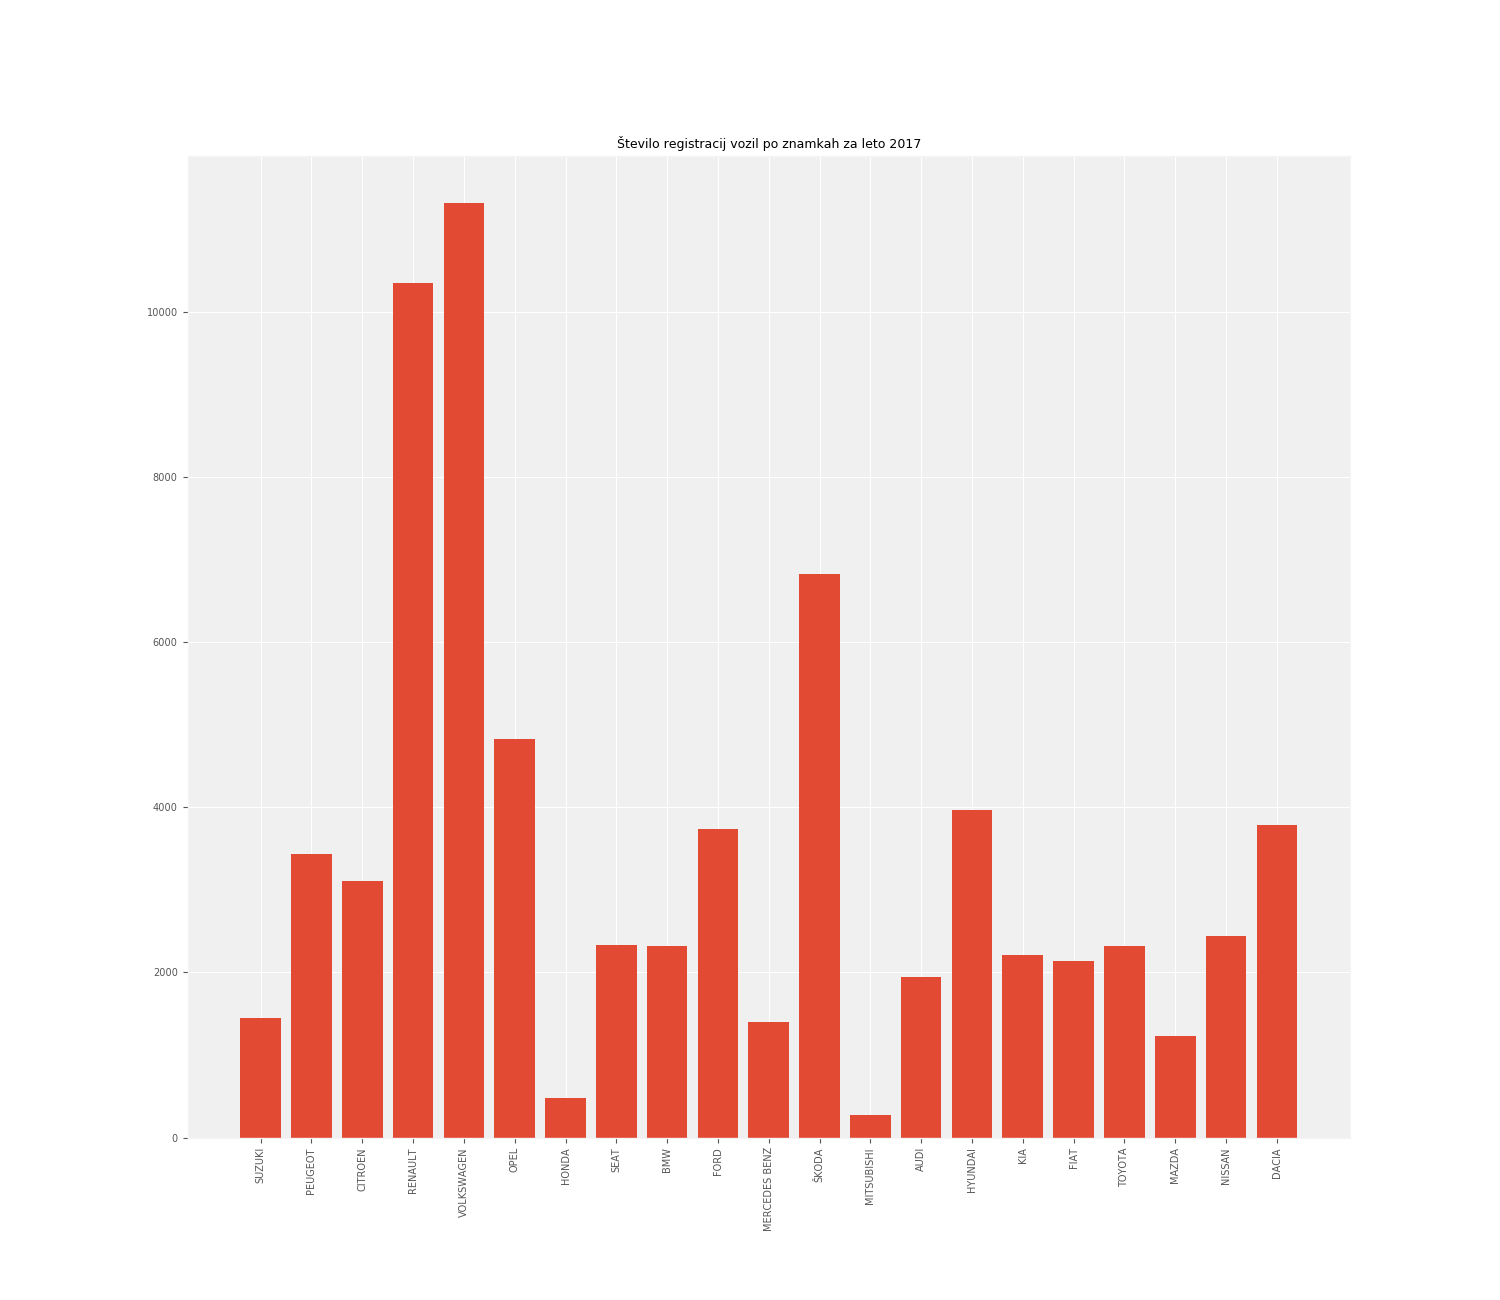 Število registracij vozil po znamkah za leto 2017
10000
8000
6000
4000
2000
0
SUZUKI
PEUGEOT
CITROEN
RENAULT
VOLKSWAGEN
OPEL
HONDA
SEAT
BMW
FORD
MERCEDES BENZ
ŠKODA
MITSUBISHI
AUDI
HYUNDAI
KIA
FIAT
TOYOTA
MAZDA
NISSAN
DACIA